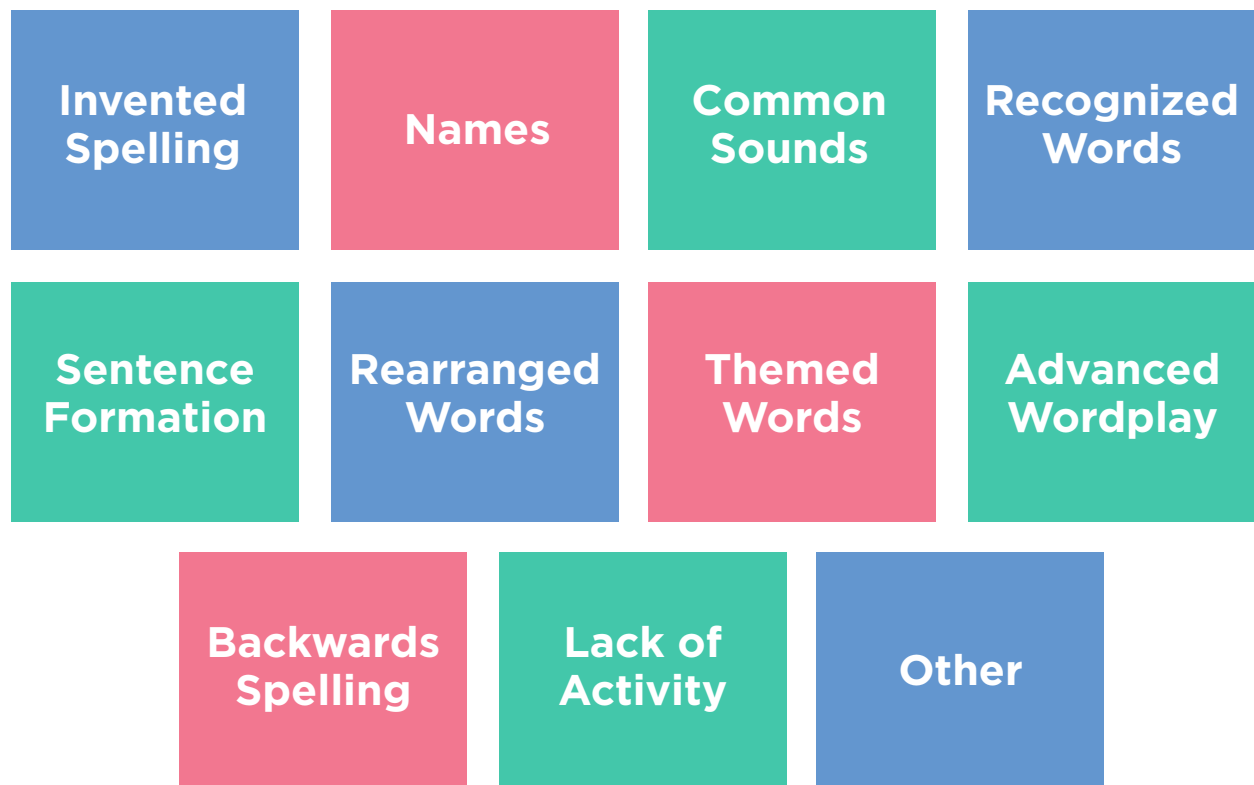 Invented
Spelling
Names
Common
Sounds
Recognized
Words
Sentence
Formation
Rearranged
Words
Themed
Words
Advanced
Wordplay
Backwards
Spelling
Lack of
Activity
Other